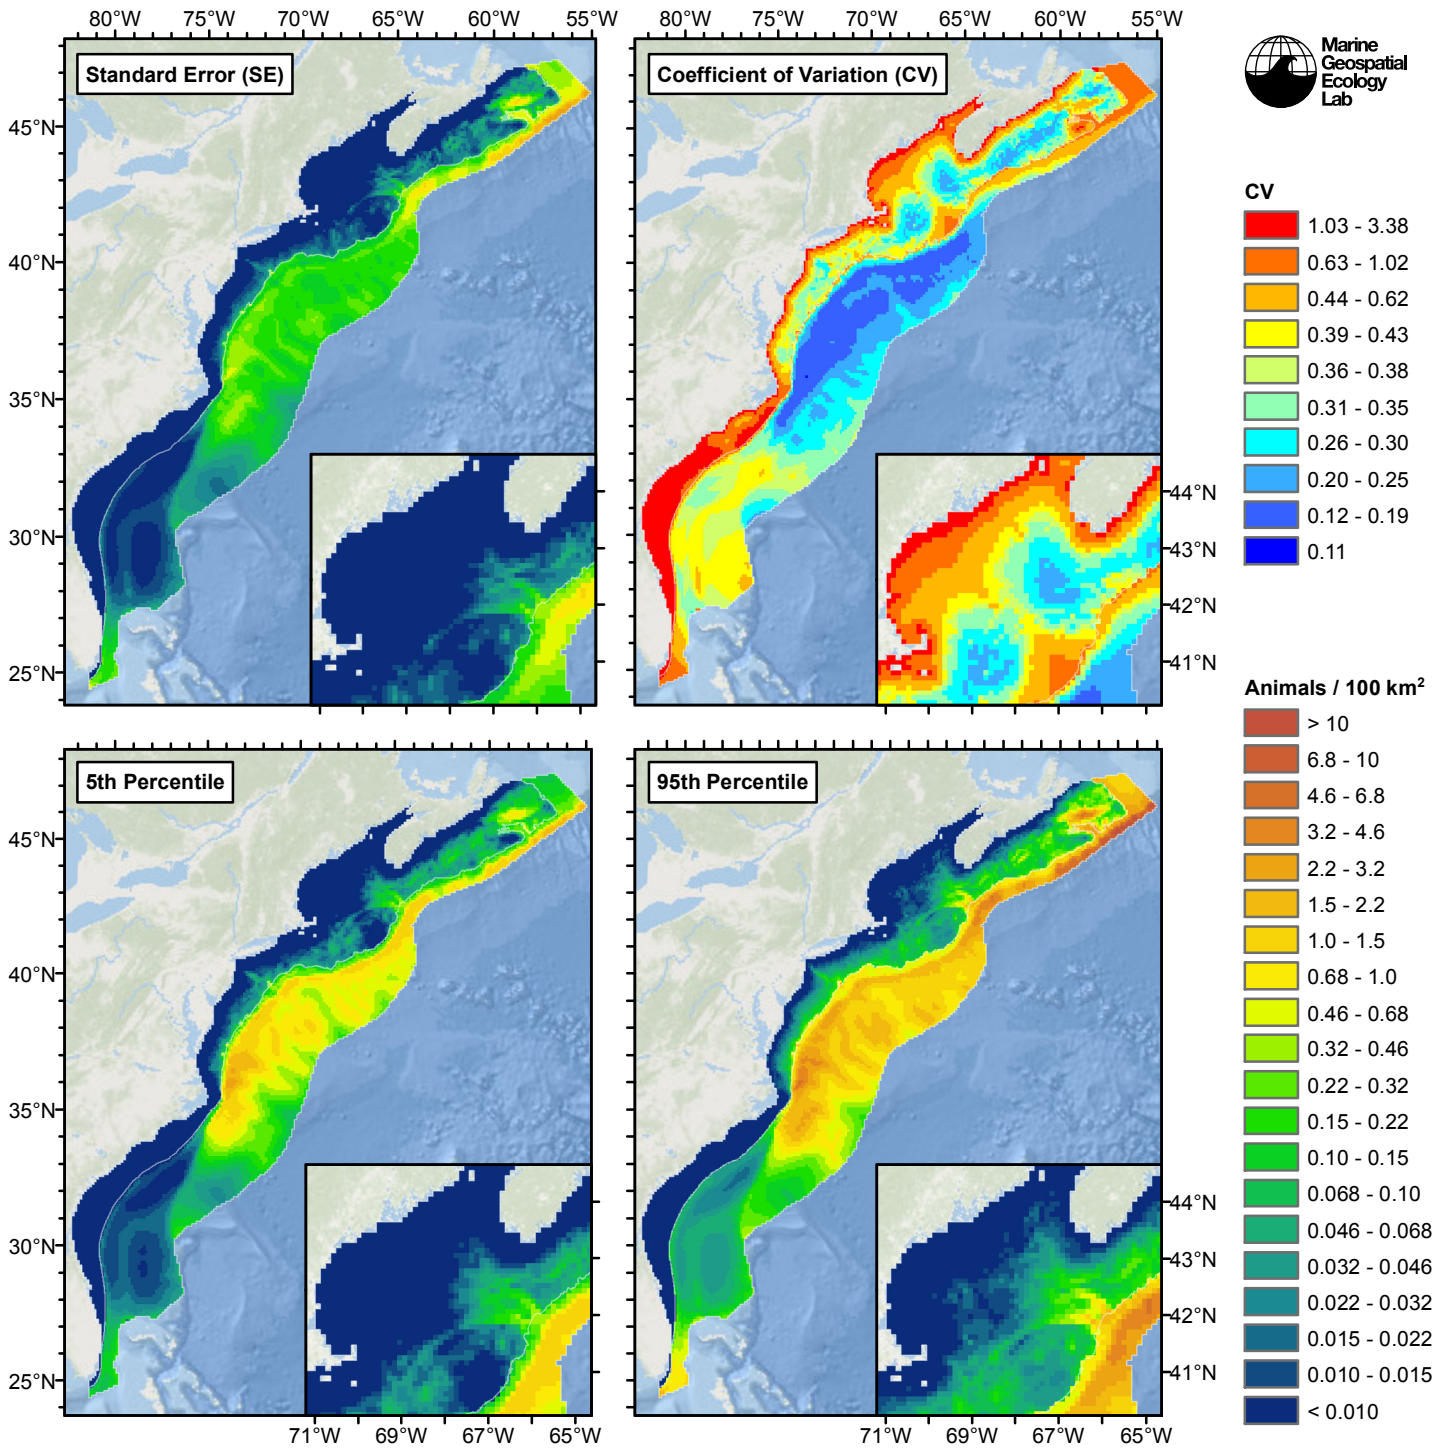 80°W 75°W 70°W 65°W 60°W 55°W
80°W 75°W 70°W 65°W 60°W 55°W
Standard Error (SE)
Coefficient of Variation (CV)
Marine
Geospatial
Ecology
Lab
45°N
40°N
35°N
30°N
25°N
44°N
43°N
42°N
41°N
CV
1.03 - 3.38
0.63 - 1.02
0.44 - 0.62
0.39 - 0.43
0.36 - 0.38
0.31 - 0.35
0.26 - 0.30
0.20 - 0.25
0.12 - 0.19
0.11
5th Percentile
95th Percentile
45°N
40°N
35°N
30°N
25°N
44°N
43°N
42°N
41°N
71°W 69°W 67°W 65°W
71°W 69°W 67°W 65°W
Animals / 100 km²
> 10
6.8 - 10
4.6 - 6.8
3.2 - 4.6
2.2 - 3.2
1.5 - 2.2
1.0 - 1.5
0.68 - 1.0
0.46 - 0.68
0.32 - 0.46
0.22 - 0.32
0.15 - 0.22
0.10 - 0.15
0.068 - 0.10
0.046 - 0.068
0.032 - 0.046
0.022 - 0.032
0.015 - 0.022
0.010 - 0.015
< 0.010